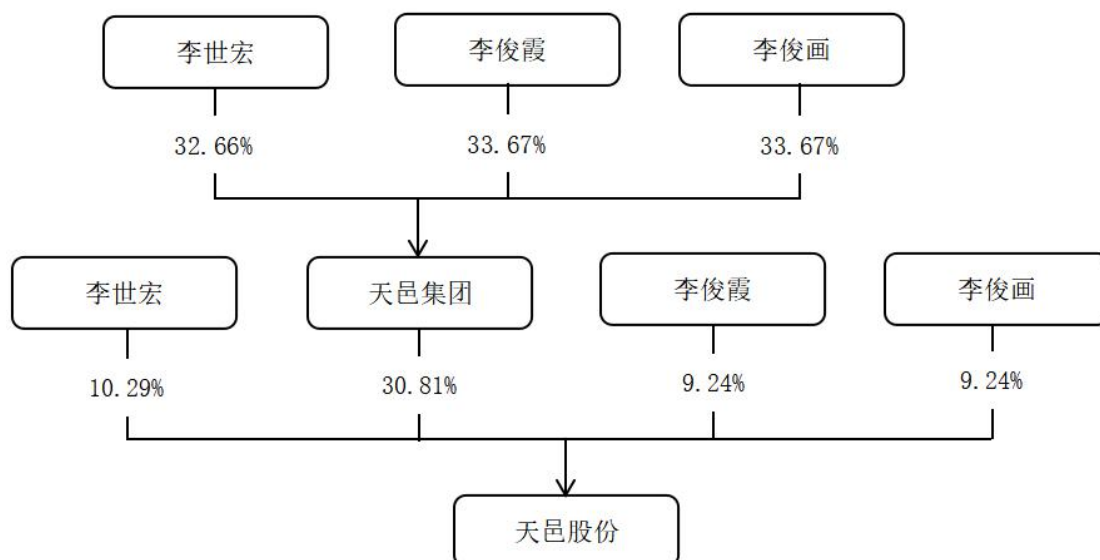 李世宏 李俊霞 李俊画
32.66% 33.67% 33.67%
李世宏 天邑集团 李俊霞 李俊画
10.29% 30.81% 9.24% 9.24%
天邑股份